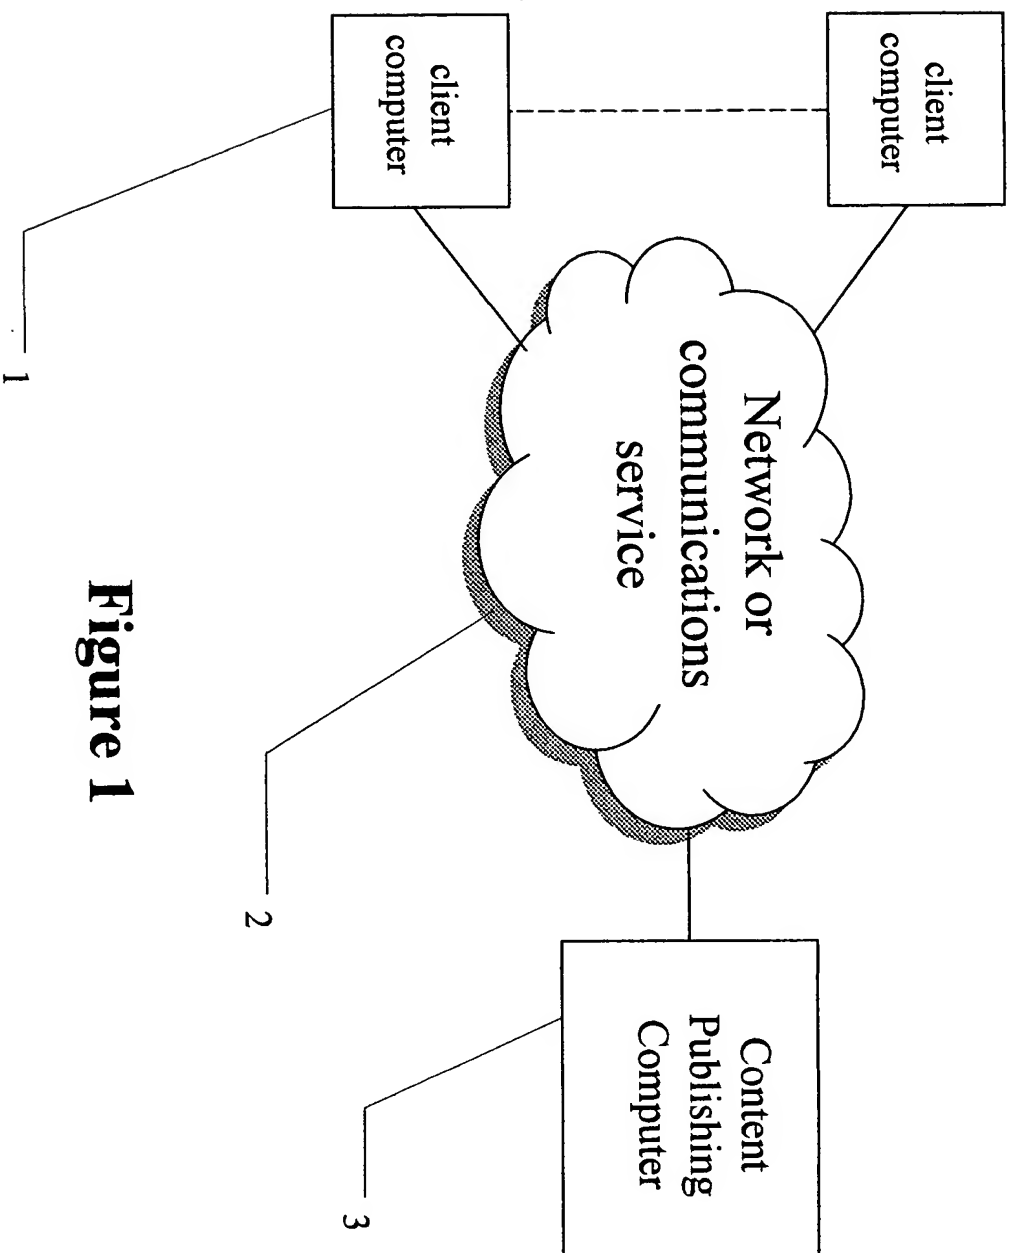 client
computer
client
computer
Network or
communications
service
Content
Publishing
Computer
1
2
3
Figure 1